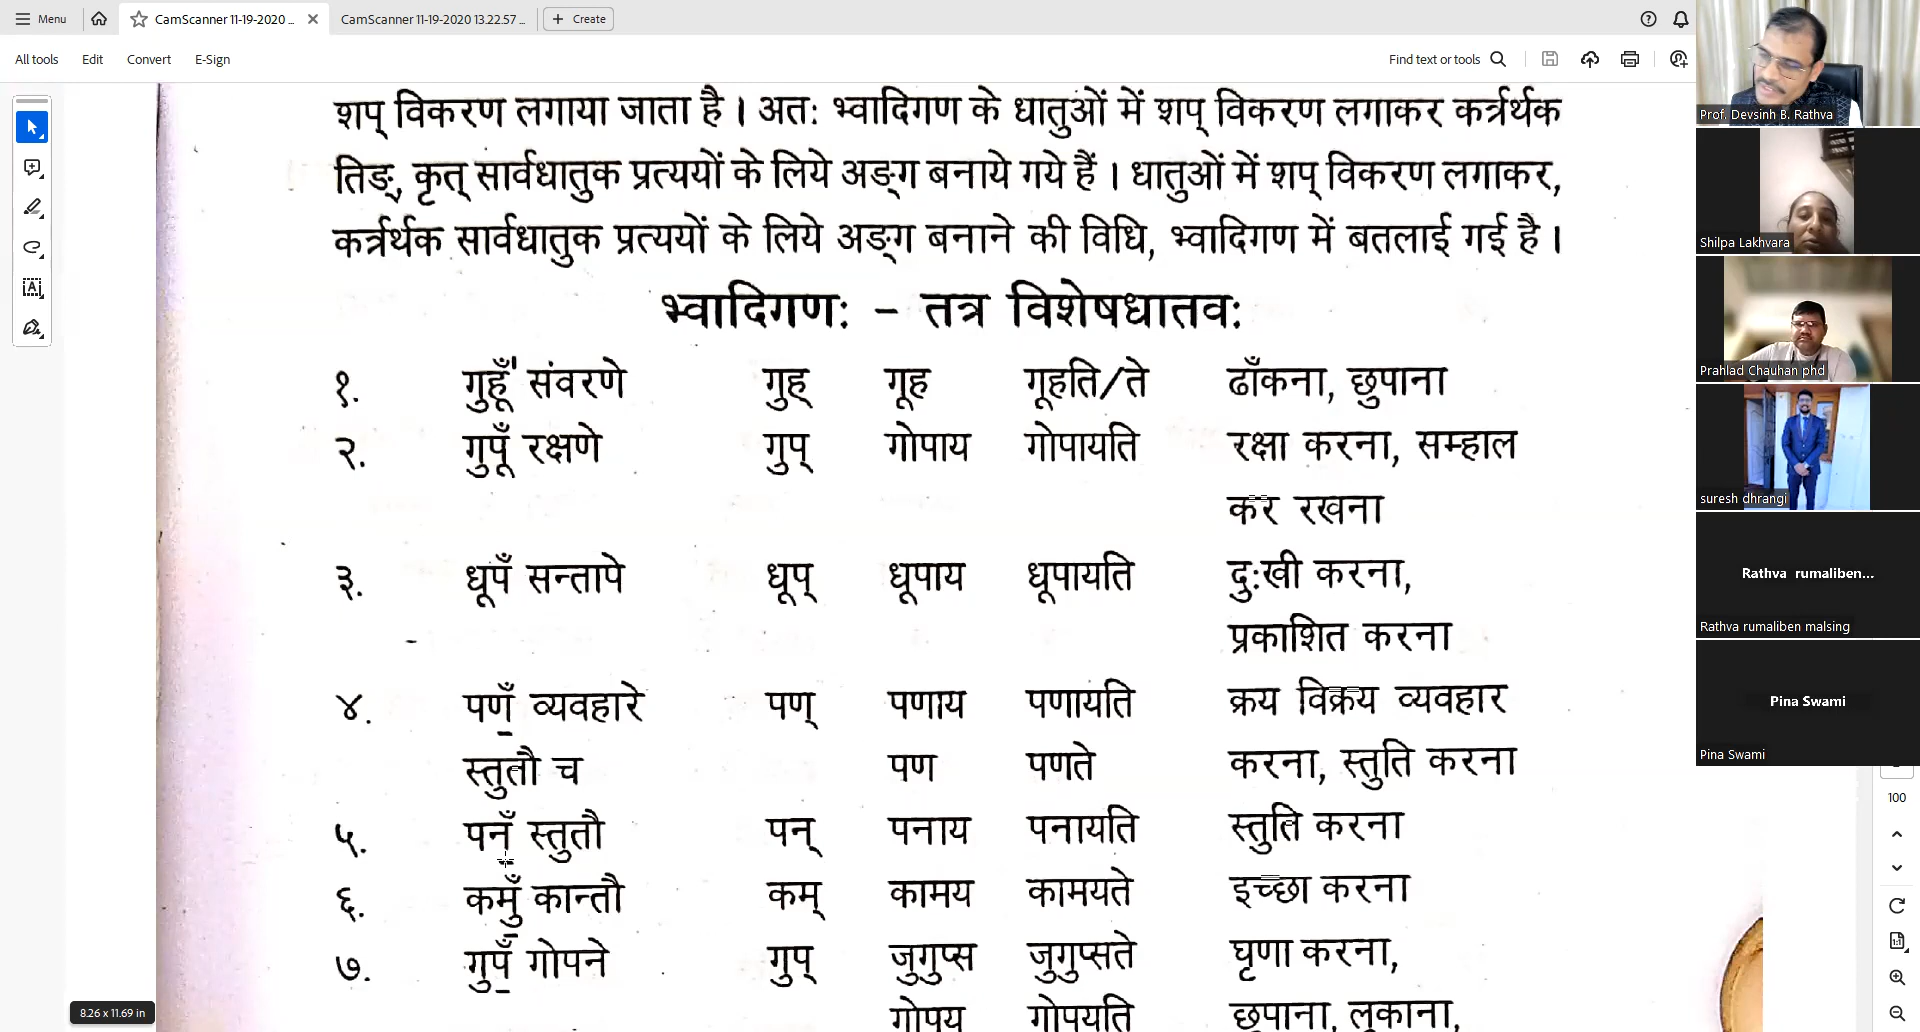 Menu CamScanner 11-19-2020 ... CamScanner 11-19-2020 13.22.57 ... Create
All tools Edit Convert E-Sign Find text or tools
शप् विकरण लगाया जाता है । अतः भ्वादिगण के धातुओं में शप् विकरण लगाकर कर्त्रर्थक
तिङ्, कृत् सार्वधातुक प्रत्ययों के लिये अङ्ग बनाये गये हैं । धातुओं में शप् विकरण लगाकर,
कर्त्रर्थक सार्वधातुक प्रत्ययों के लिये अङ्ग बनाने की विधि, भ्वादिगण में बतलाई गई है ।
भ्वादिगणः – तत्र विशेषधातवः
१. गुहूँ॑ संवरणे गुह् गूह गूहति/ते ढाँकना, छुपाना
२. गुपूँ रक्षणे गुप् गोपाय गोपायति रक्षा करना, सम्हाल
कर रखना
३. धूपँ सन्तापे धूप् धूपाय धूपायति दुःखी करना,
प्रकाशित करना
४. पणँ॒ व्यवहारे पण् पणाय पणायति क्रय विक्रय व्यवहार
स्तुतौ च पण पणते करना, स्तुति करना
५. पनँ॒ स्तुतौ पन् पनाय पनायति स्तुति करना
६. कमुँ॒ कान्तौ कम् कामय कामयते इच्छा करना
७. गुपँ॒ गोपने गुप् जुगुप्स जुगुप्सते घृणा करना,
गोपय गोपयति छुपाना, लुकाना,
8.26 x 11.69 in
100
Prof. Devsinh B. Rathva
Shilpa Lakhvara
Prahlad Chauhan phd
suresh dhrangi
Rathva rumaliben...
Rathva rumaliben malsing
Pina Swami
Pina Swami